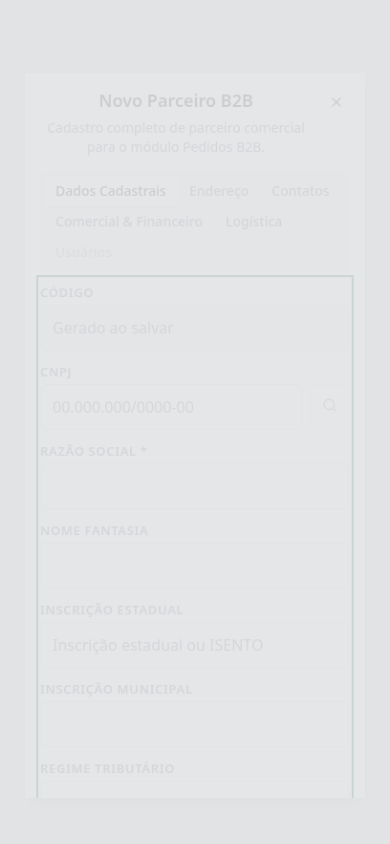 Novo Parceiro B2B
Cadastro completo de parceiro comercial
para o módulo Pedidos B2B.
Dados Cadastrais Endereço Contatos
Comercial & Financeiro Logística
Usuários
CÓDIGO
Gerado ao salvar
CNPJ
00.000.000/0000-00
RAZÃO SOCIAL *
NOME FANTASIA
INSCRIÇÃO ESTADUAL
Inscrição estadual ou ISENTO
INSCRIÇÃO MUNICIPAL
REGIME TRIBUTÁRIO